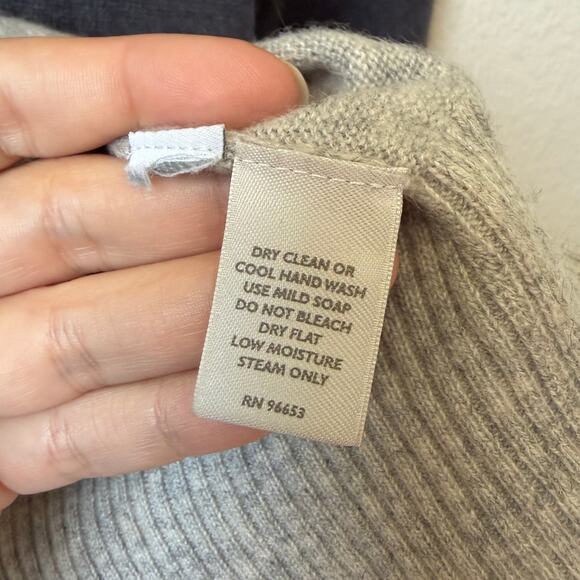 DRY CLEAN OR
COOL HAND WASH
USE MILD SOAP
DO NOT BLEACH
DRY FLAT
LOW MOISTURE
STEAM ONLY
RN 96653